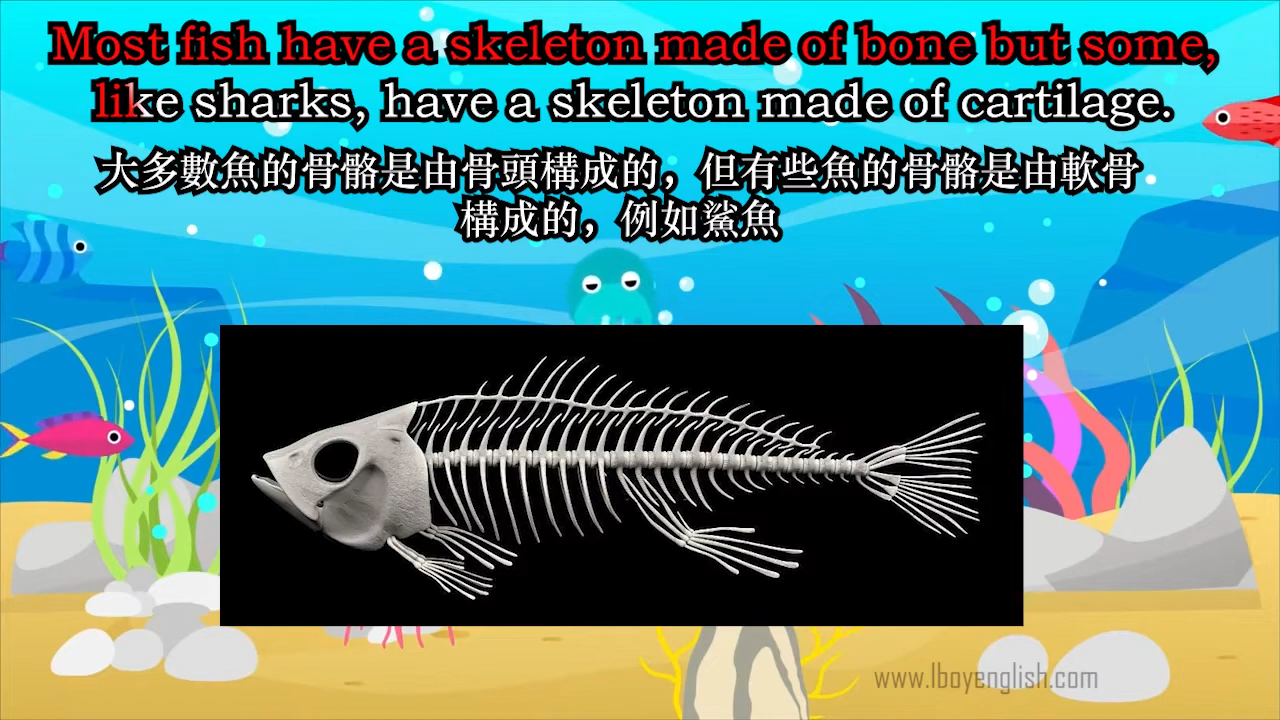 Most fish have a skeleton made of bone but some,
like sharks, have a skeleton made of cartilage.
大多數魚的骨骼是由骨頭構成的，但有些魚的骨骼是由軟骨
構成的，例如鯊魚
www.lboyenglish.com